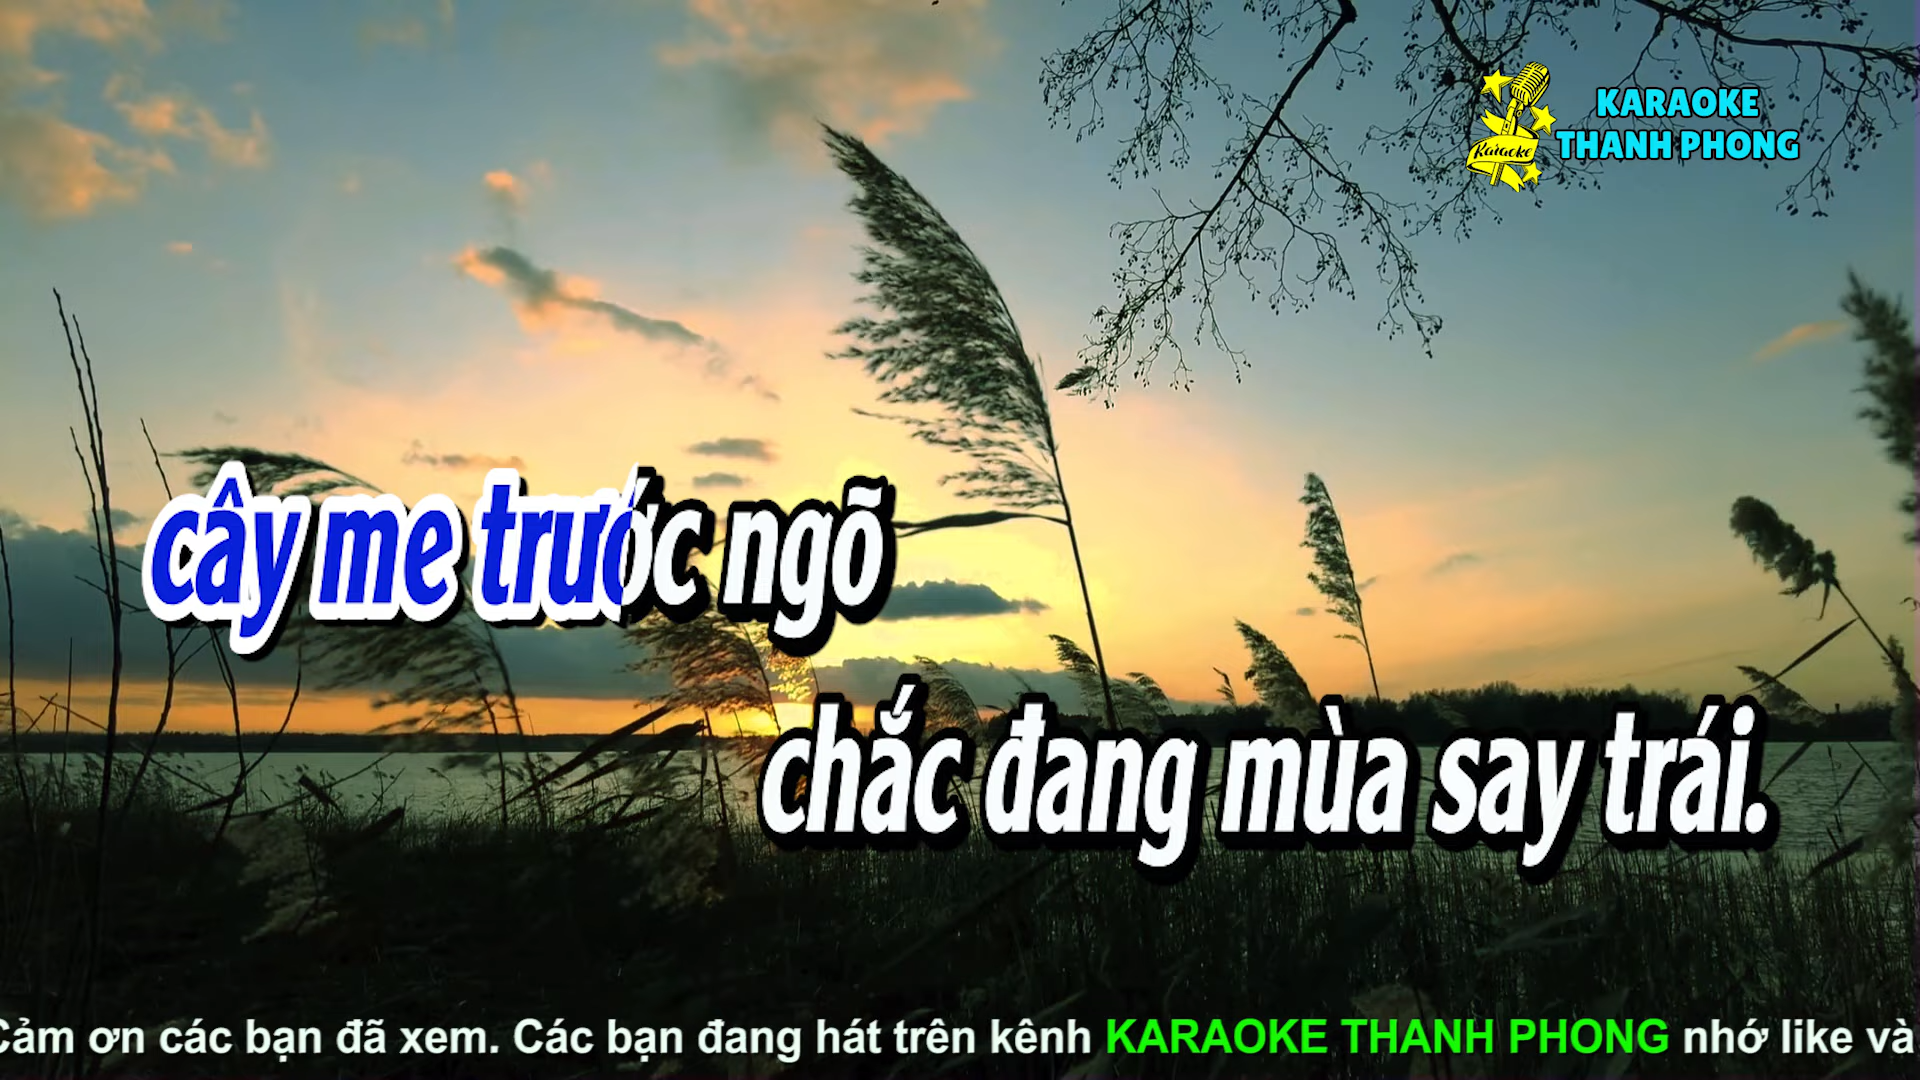 KARAOKE
THANH PHONG
Karaoke
cây me trước ngõ
chắc đang mùa say trái.
Cảm ơn các bạn đã xem. Các bạn đang hát trên kênh KARAOKE THANH PHONG nhớ like và